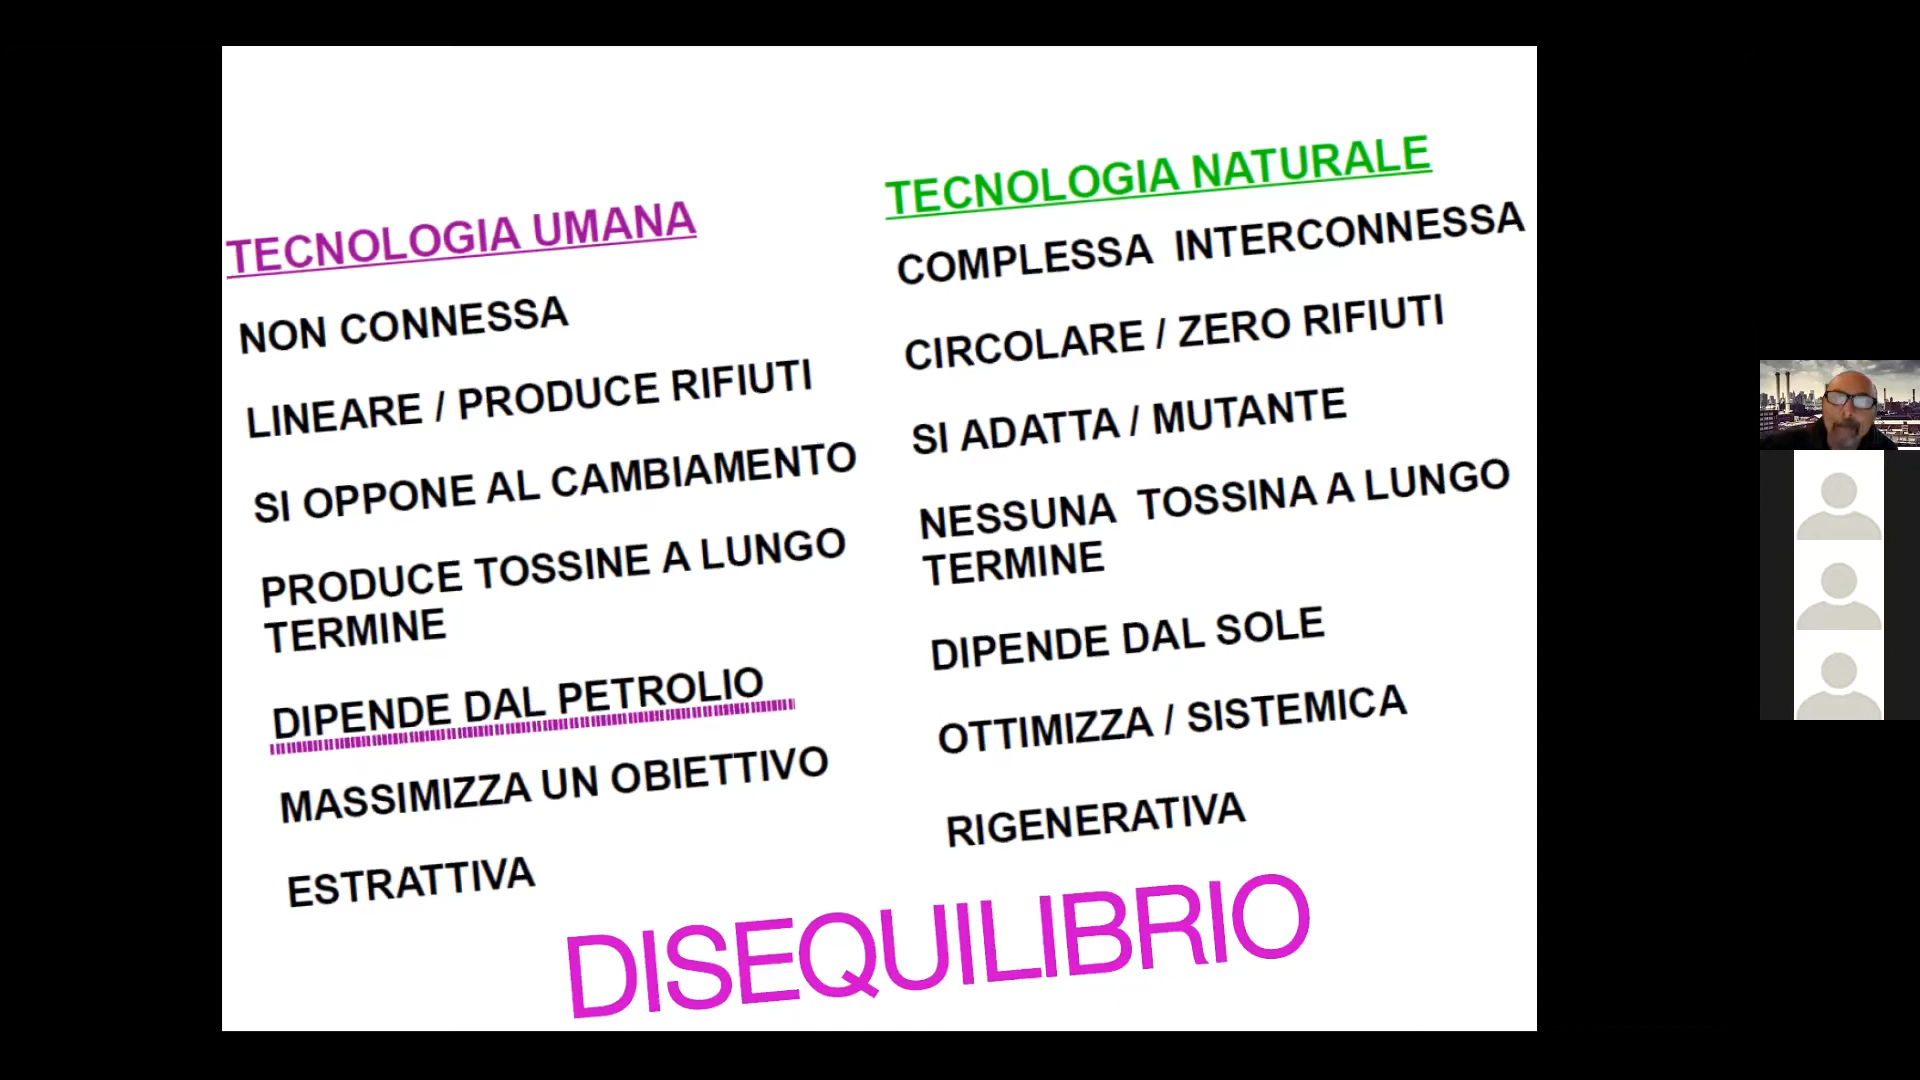 TECNOLOGIA UMANA
NON CONNESSA
LINEARE / PRODUCE RIFIUTI
SI OPPONE AL CAMBIAMENTO
PRODUCE TOSSINE A LUNGO
TERMINE
DIPENDE DAL PETROLIO
MASSIMIZZA UN OBIETTIVO
ESTRATTIVA
TECNOLOGIA NATURALE
COMPLESSA INTERCONNESSA
CIRCOLARE / ZERO RIFIUTI
SI ADATTA / MUTANTE
NESSUNA TOSSINA A LUNGO
TERMINE
DIPENDE DAL SOLE
OTTIMIZZA / SISTEMICA
RIGENERATIVA
DISEQUILIBRIO